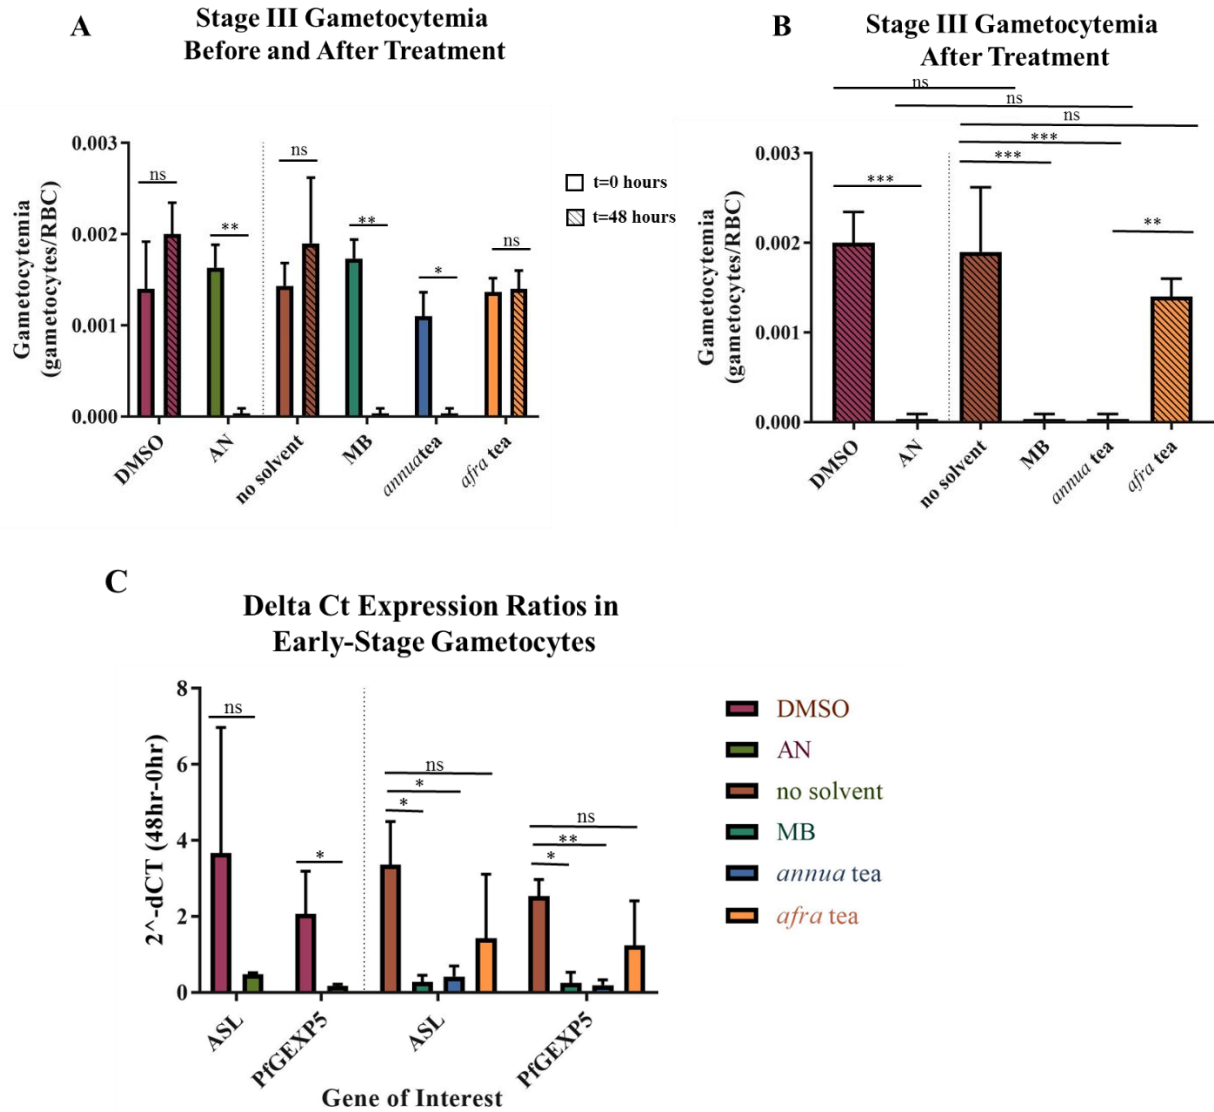 A
Stage III Gametocytemia
Before and After Treatment
Gametocytemia
(gametocytes/RBC)
0.003
0.002
0.001
0.000
ns
**
ns
**
*
ns
DMSO
AN
no solvent
MB
annuatea
afra tea
t=0 hours
t=48 hours
B
Stage III Gametocytemia
After Treatment
ns
ns
ns
***
***
***
**
Gametocytemia
(gametocytes/RBC)
0.003
0.002
0.001
0.000
DMSO
AN
no solvent
MB
annua tea
afra tea
C
Delta Ct Expression Ratios in
Early-Stage Gametocytes
2^-dCT (48hr-0hr)
8
6
4
2
0
ns
*
ns
*
*
ns
**
*
ASL
PfGEXP5
ASL
PfGEXP5
Gene of Interest
DMSO
AN
no solvent
MB
annua tea
afra tea